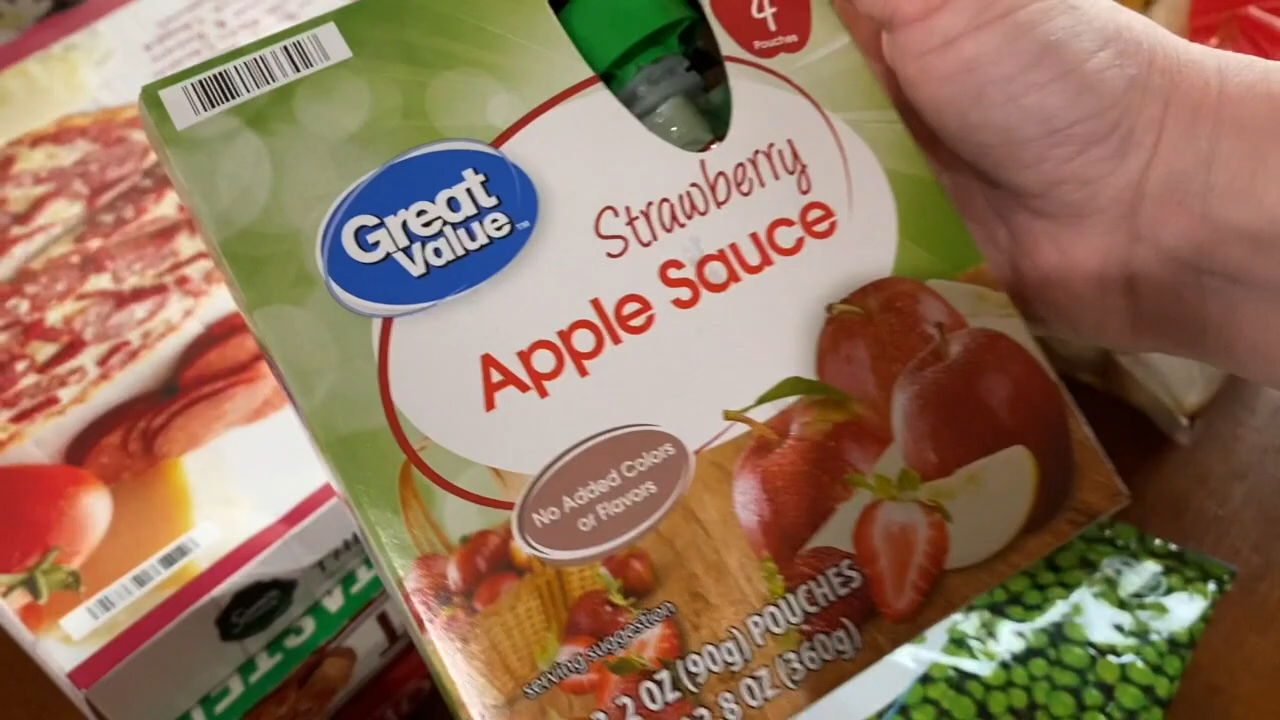 4
Pouches
Great
Value™
Strawberry
Apple Sauce
No Added Colors
or Flavors
serving suggestion
2 OZ (90g) POUCHES
8 OZ (360g)